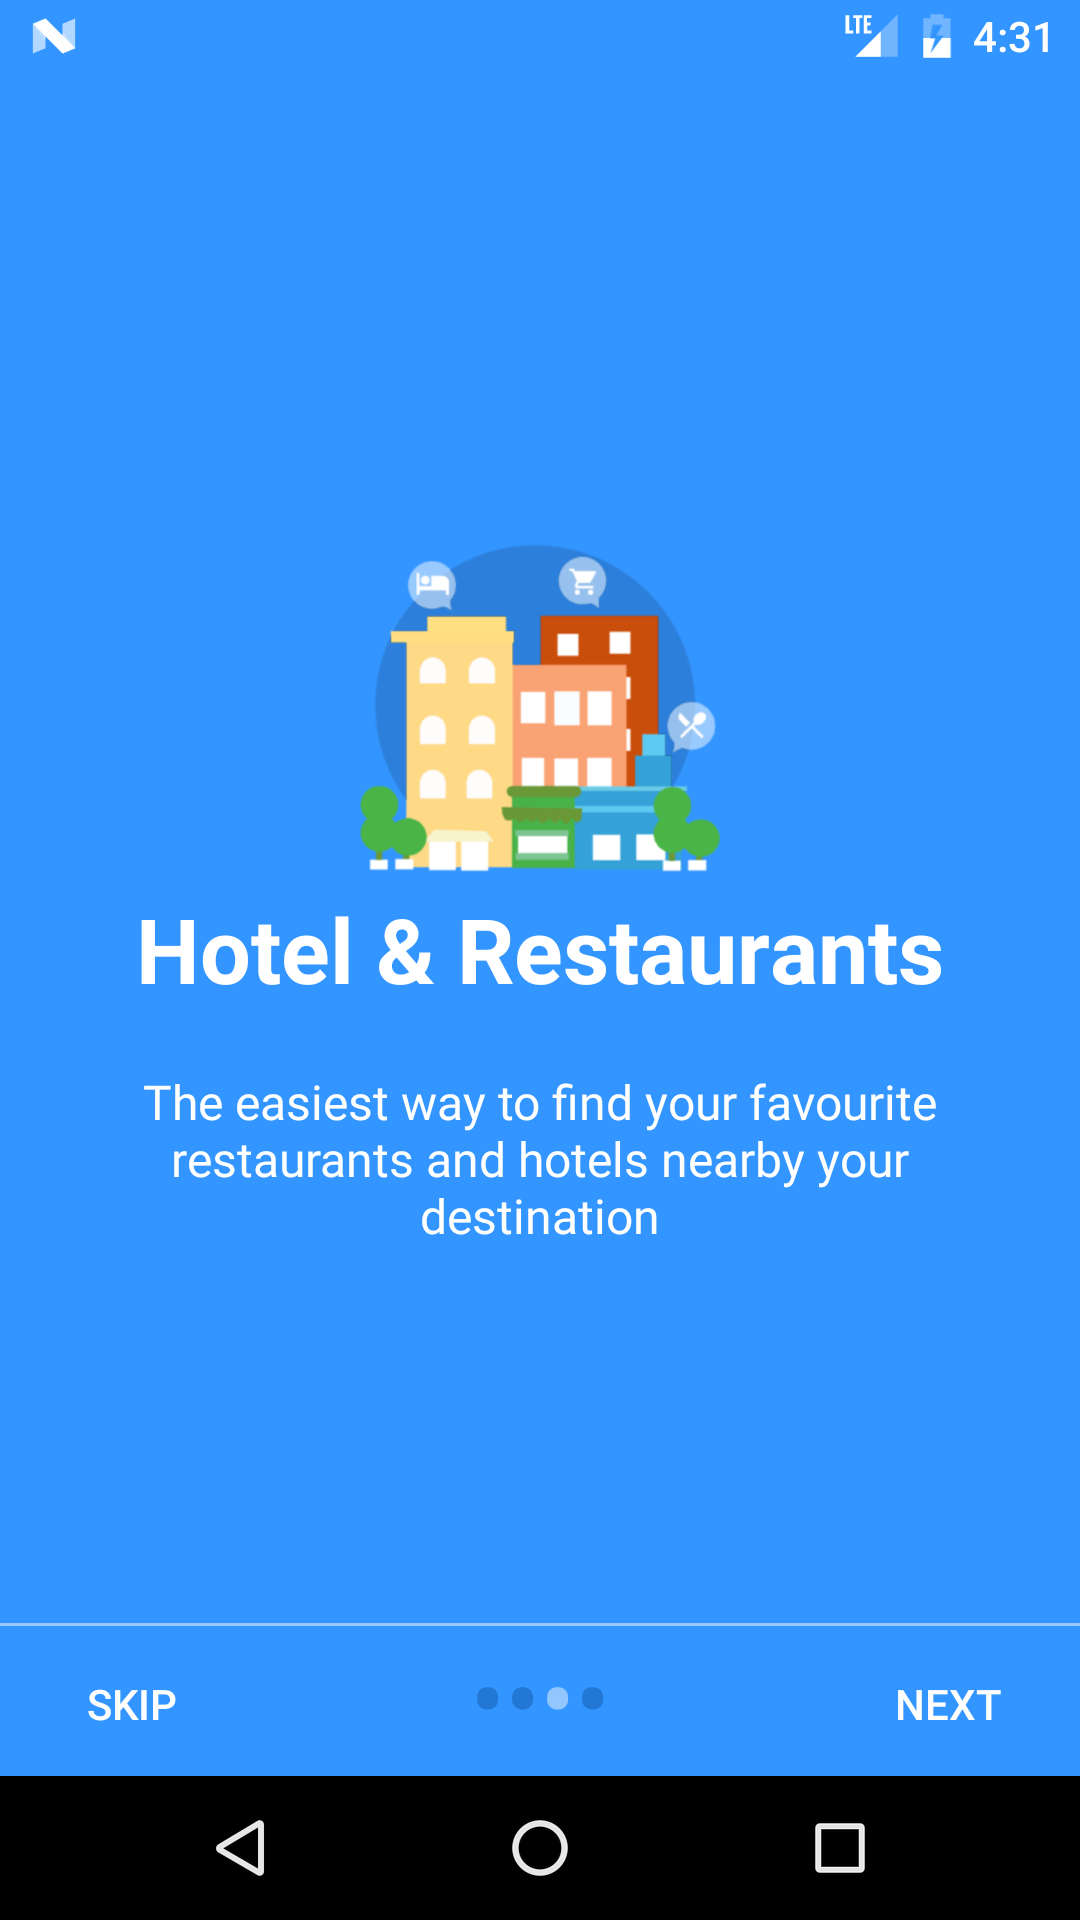 LTE 4:31
Hotel & Restaurants
The easiest way to find your favourite
restaurants and hotels nearby your
destination
SKIP NEXT